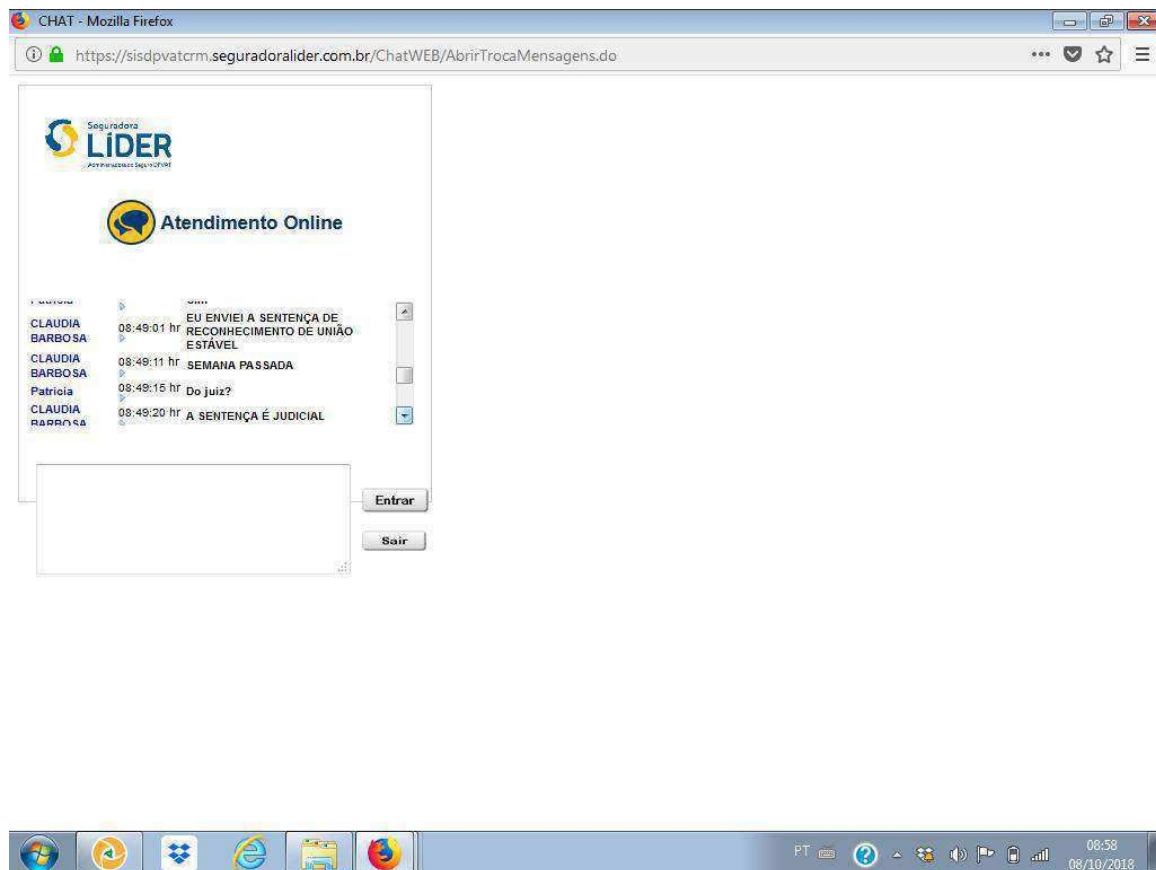 CHAT - Mozilla Firefox
https://sisdpvatcrm.seguradoralider.com.br/ChatWEB/AbrirTrocaMensagens.do
Seguradora
LÍDER
Atendimento Online
Patricia
CLAUDIA BARBOSA 08:49:01 hr EU ENVIEI A SENTENÇA DE RECONHECIMENTO DE UNIÃO ESTÁVEL
CLAUDIA BARBOSA 08:49:11 hr SEMANA PASSADA
Patricia 08:49:15 hr Do juiz?
CLAUDIA BARBOSA 08:49:20 hr A SENTENÇA É JUDICIAL
Entrar
Sair
PT
08:58
08/10/2018